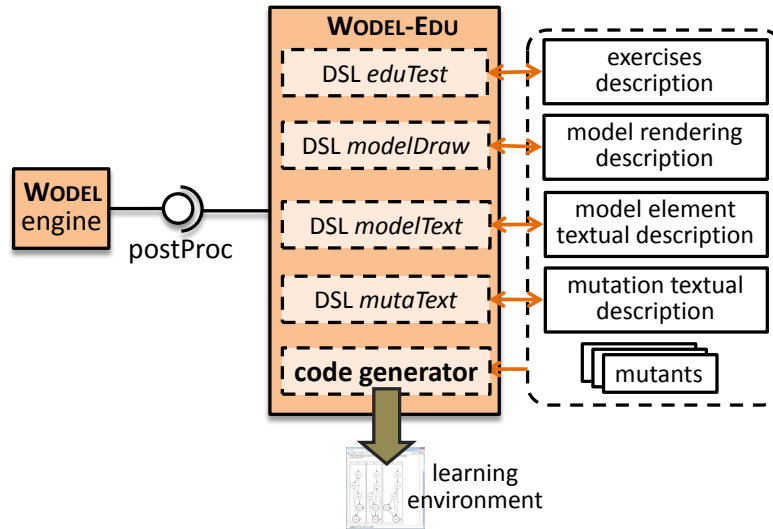 WODEL-EDU
DSL eduTest
exercises
description
DSL modelDraw
model rendering
description
WODEL
engine
postProc
DSL modelText
model element
textual description
DSL mutaText
mutation textual
description
code generator
mutants
learning
environment